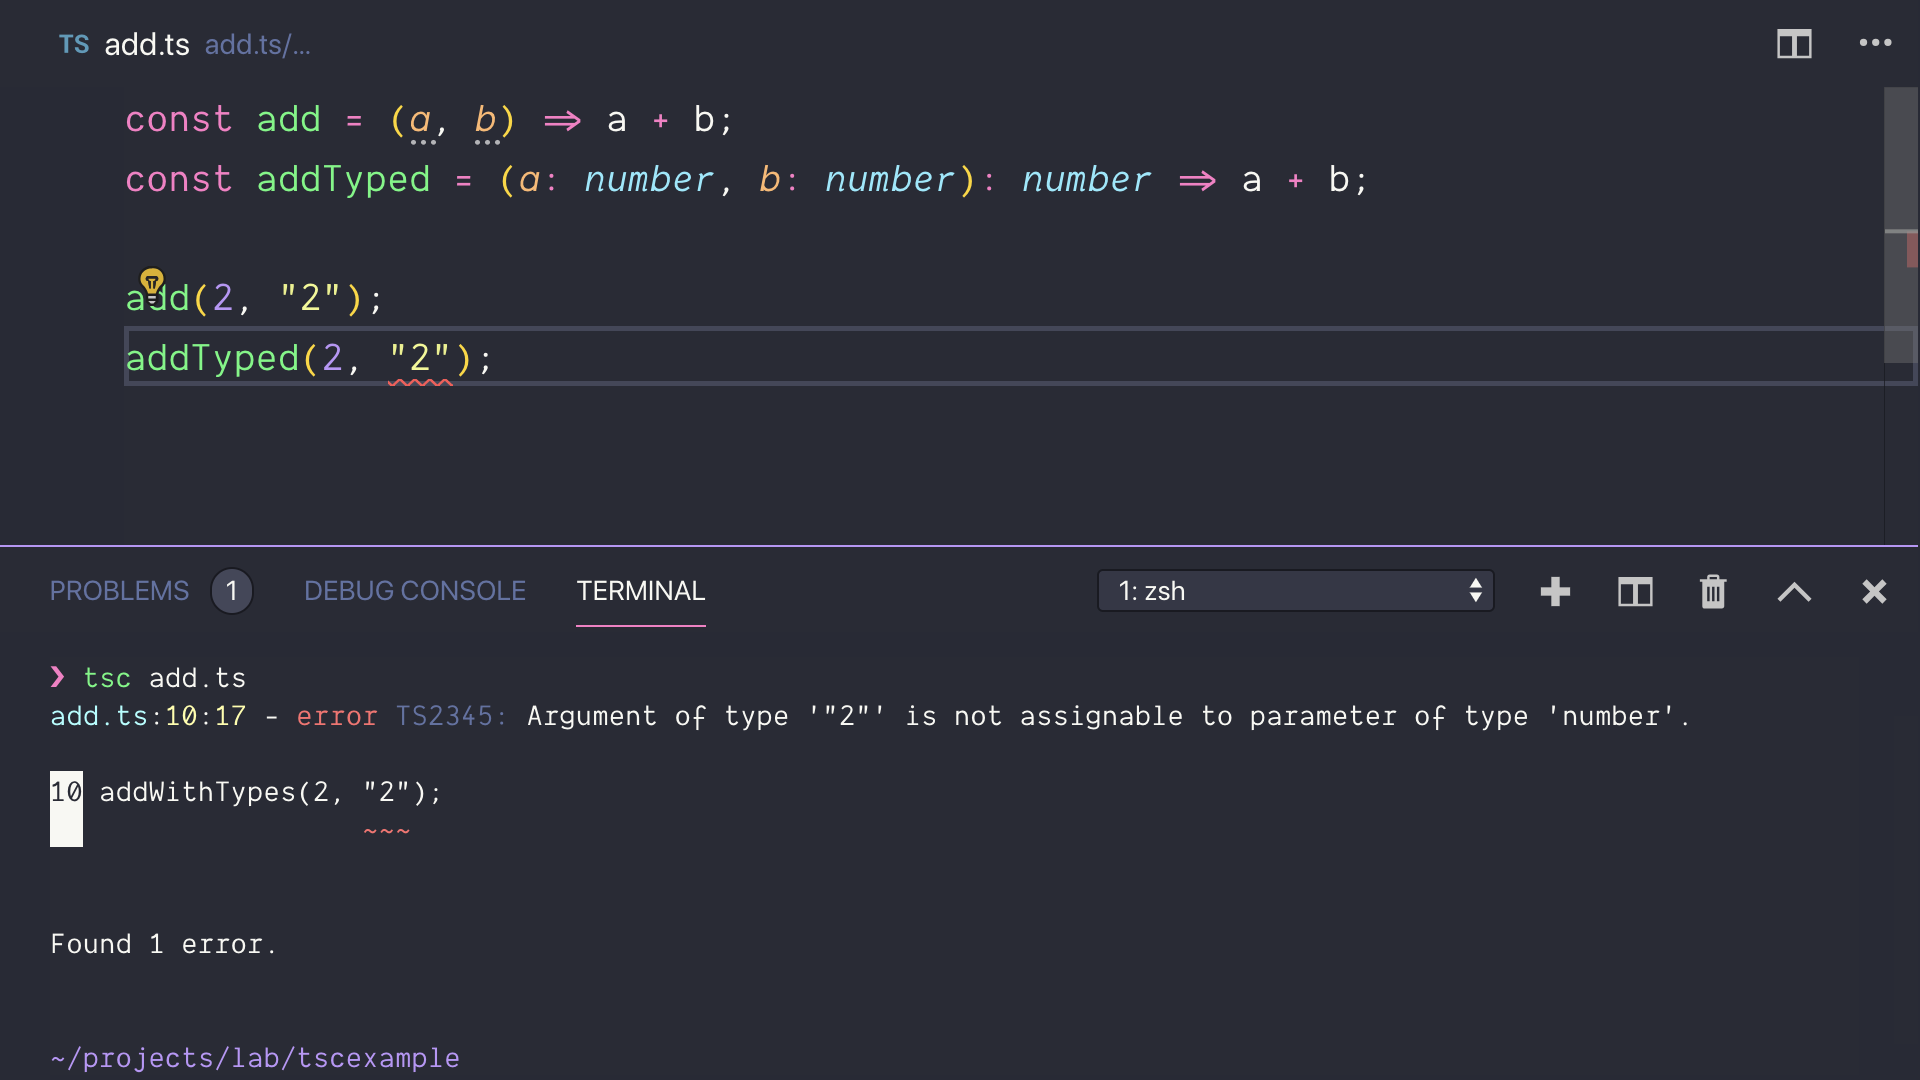 TS add.ts add.ts/...
const add = (a, b) => a + b;
const addTyped = (a: number, b: number): number => a + b;
add(2, "2");
addTyped(2, "2");
PROBLEMS 1 DEBUG CONSOLE TERMINAL 1: zsh
❯ tsc add.ts
add.ts:10:17 - error TS2345: Argument of type '"2"' is not assignable to parameter of type 'number'.
10 addWithTypes(2, "2");
~~~
Found 1 error.
~/projects/lab/tscexample